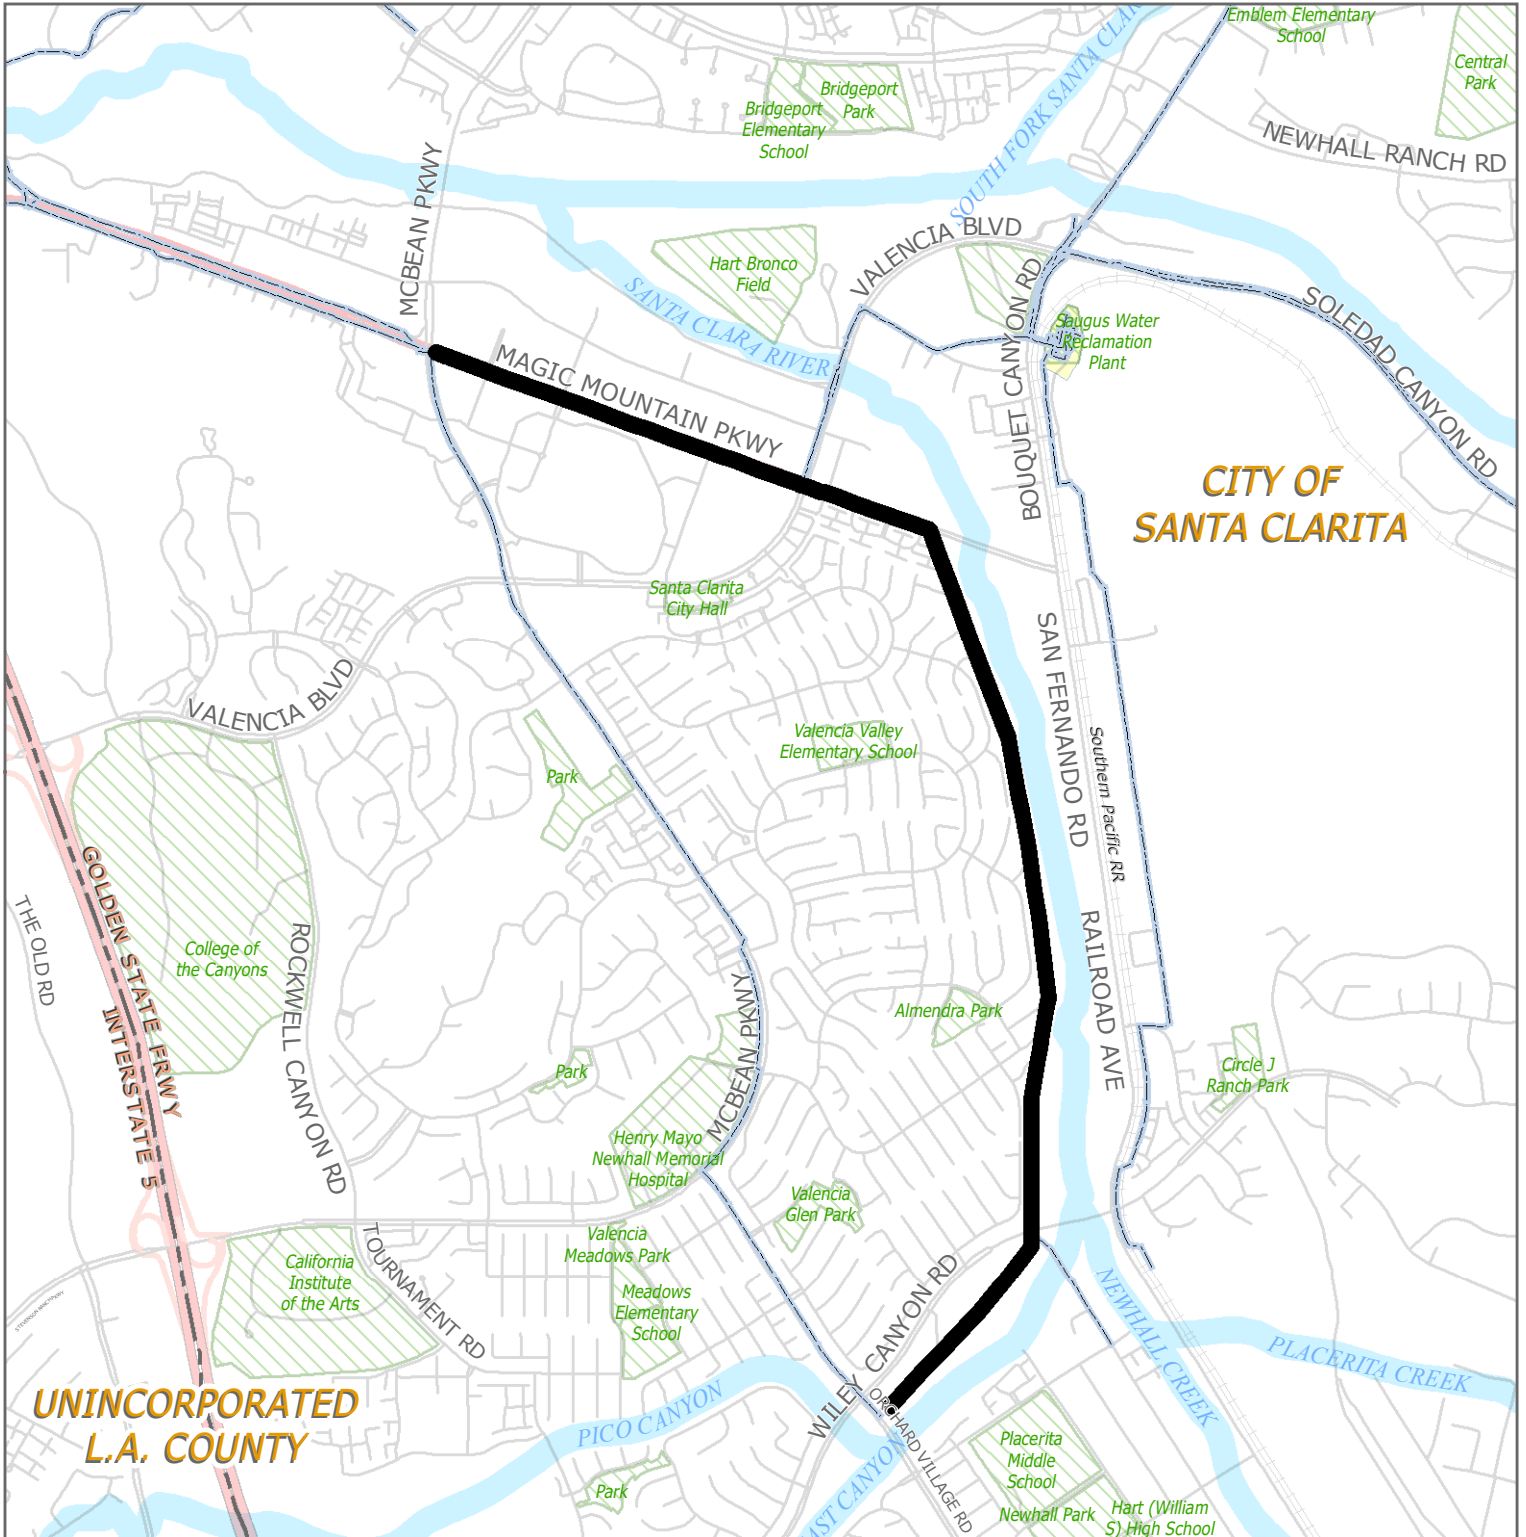 Emblem Elementary
School
Central
Park
SOUTH FORK SANTA CLAR
Bridgeport
Park
Bridgeport
Elementary
School
NEWHALL RANCH RD
MCBEAN PKWY
VALENCIA BLVD
Hart Bronco
Field
SANTA CLARA RIVER
BOUQUET CANYON RD
Saugus Water
Reclamation
Plant
SOLEDAD CANYON RD
MAGIC MOUNTAIN PKWY
CITY OF
SANTA CLARITA
Santa Clarita
City Hall
SAN FERNANDO RD
VALENCIA BLVD
Valencia Valley
Elementary School
Southern Pacific RR
Park
GOLDEN STATE FRWY
INTERSTATE 5
THE OLD RD
College of
the Canyons
ROCKWELL CANYON RD
MCBEAN PKWY
RAILROAD AVE
Almendra Park
Park
Circle J
Ranch Park
MCBEAN PKWY
Henry Mayo
Newhall Memorial
Hospital
Valencia
Glen Park
Valencia
Meadows Park
TOURNAMENT RD
California
Institute
of the Arts
Meadows
Elementary
School
WILEY CANYON RD
NEWHALL CREEK
PLACERITA CREEK
UNINCORPORATED
L.A. COUNTY
PICO CANYON
ORCHARD VILLAGE RD
AST CANYON
Placerita
Middle
School
Park
Newhall Park
Hart (William
S) High School